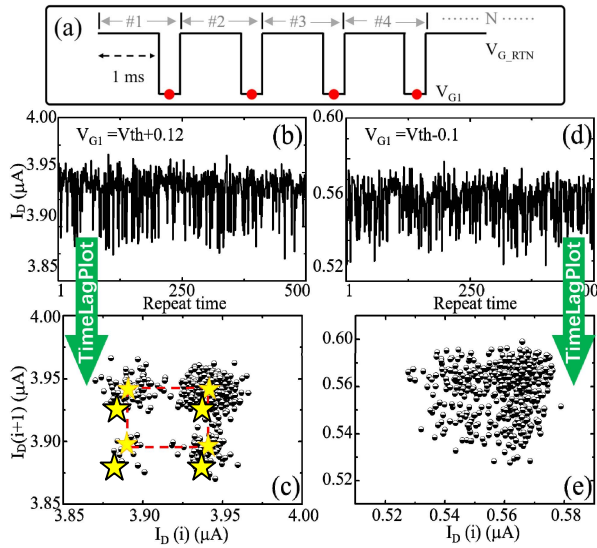 (a)
#1 #2 #3 #4 N
1 ms
V_G_RTN
V_G1
(b)
V_G1 =Vth+0.12
4.00
3.95
3.90
3.85
I_D (μA)
1 250 500
Repeat time
(d)
V_G1 =Vth-0.1
0.60
0.56
0.52
1 250 500
Repeat time
TimeLagPlot
TimeLagPlot
4.00
3.95
3.90
3.85
I_D(i+1) (μA)
(c)
3.85 3.90 3.95 4.00
I_D (i) (μA)
0.60
0.58
0.56
0.54
0.52
(e)
0.52 0.54 0.56 0.58
I_D (i) (μA)